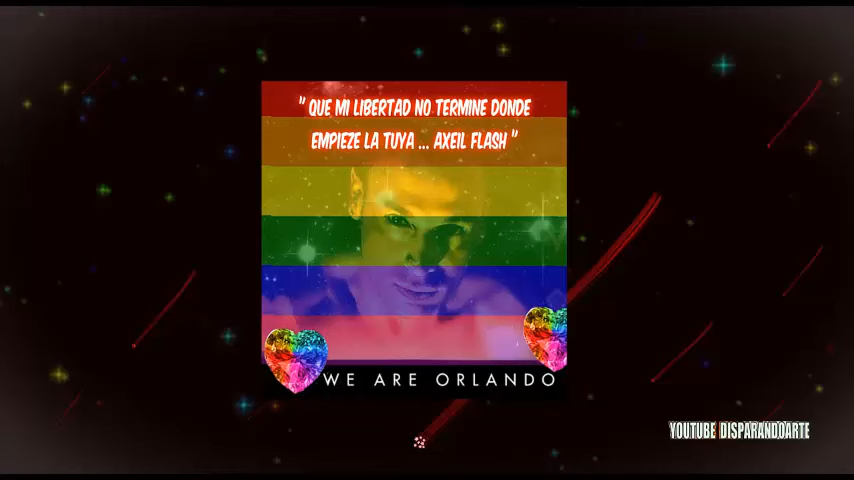 " QUE MI LIBERTAD NO TERMINE DONDE
EMPIEZE LA TUYA ... AXEIL FLASH "
WE ARE ORLANDO
YOUTUBE DISPARANDOARTE